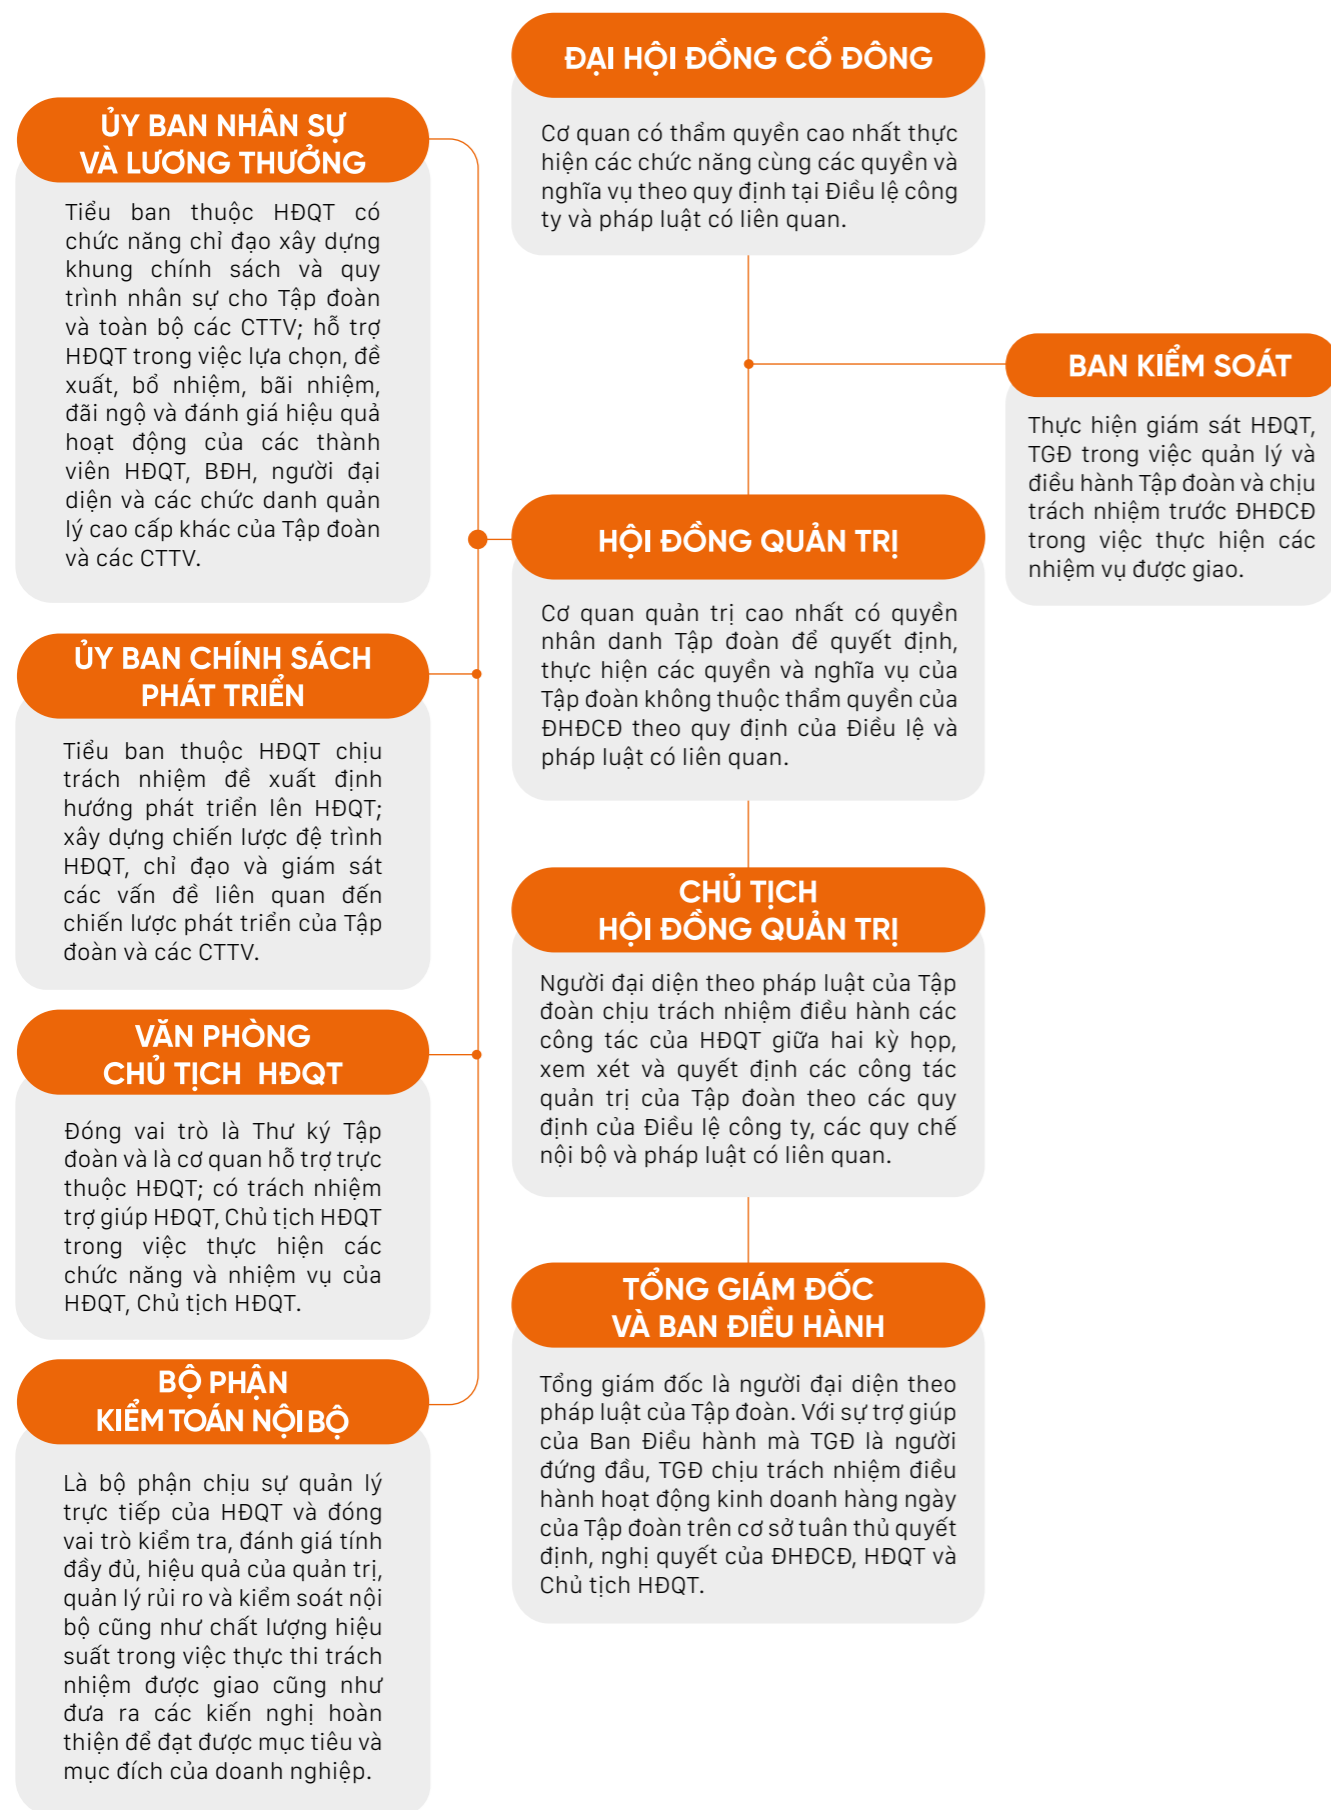 ĐẠI HỘI ĐỒNG CỔ ĐÔNG
Cơ quan có thẩm quyền cao nhất thực
hiện các chức năng cùng các quyền và
nghĩa vụ theo quy định tại Điều lệ công
ty và pháp luật có liên quan.
ỦY BAN NHÂN SỰ
VÀ LƯƠNG THƯỞNG
Tiểu ban thuộc HĐQT có
chức năng chỉ đạo xây dựng
khung chính sách và quy
trình nhân sự cho Tập đoàn
và toàn bộ các CTTV; hỗ trợ
HĐQT trong việc lựa chọn, đề
xuất, bổ nhiệm, bãi nhiệm,
đãi ngộ và đánh giá hiệu quả
hoạt động của các thành
viên HĐQT, BĐH, người đại
diện và các chức danh quản
lý cao cấp khác của Tập đoàn
và các CTTV.
BAN KIỂM SOÁT
Thực hiện giám sát HĐQT,
TGĐ trong việc quản lý và
điều hành Tập đoàn và chịu
trách nhiệm trước ĐHĐCĐ
trong việc thực hiện các
nhiệm vụ được giao.
HỘI ĐỒNG QUẢN TRỊ
Cơ quan quản trị cao nhất có quyền
nhân danh Tập đoàn để quyết định,
thực hiện các quyền và nghĩa vụ của
Tập đoàn không thuộc thẩm quyền của
ĐHĐCĐ theo quy định của Điều lệ và
pháp luật có liên quan.
ỦY BAN CHÍNH SÁCH
PHÁT TRIỂN
Tiểu ban thuộc HĐQT chịu
trách nhiệm đề xuất định
hướng phát triển lên HĐQT;
xây dựng chiến lược đệ trình
HĐQT, chỉ đạo và giám sát
các vấn đề liên quan đến
chiến lược phát triển của Tập
đoàn và các CTTV.
CHỦ TỊCH
HỘI ĐỒNG QUẢN TRỊ
Người đại diện theo pháp luật của Tập
đoàn chịu trách nhiệm điều hành các
công tác của HĐQT giữa hai kỳ họp,
xem xét và quyết định các công tác
quản trị của Tập đoàn theo các quy
định của Điều lệ công ty, các quy chế
nội bộ và pháp luật có liên quan.
VĂN PHÒNG
CHỦ TỊCH HĐQT
Đóng vai trò là Thư ký Tập
đoàn và là cơ quan hỗ trợ trực
thuộc HĐQT; có trách nhiệm
trợ giúp HĐQT, Chủ tịch HĐQT
trong việc thực hiện các
chức năng và nhiệm vụ của
HĐQT, Chủ tịch HĐQT.
TỔNG GIÁM ĐỐC
VÀ BAN ĐIỀU HÀNH
Tổng giám đốc là người đại diện theo
pháp luật của Tập đoàn. Với sự trợ giúp
của Ban Điều hành mà TGĐ là người
đứng đầu, TGĐ chịu trách nhiệm điều
hành hoạt động kinh doanh hàng ngày
của Tập đoàn trên cơ sở tuân thủ quyết
định, nghị quyết của ĐHĐCĐ, HĐQT và
Chủ tịch HĐQT.
BỘ PHẬN
KIỂM TOÁN NỘI BỘ
Là bộ phận chịu sự quản lý
trực tiếp của HĐQT và đóng
vai trò kiểm tra, đánh giá tính
đầy đủ, hiệu quả của quản trị,
quản lý rủi ro và kiểm soát nội
bộ cũng như chất lượng hiệu
suất trong việc thực thi trách
nhiệm được giao cũng như
đưa ra các kiến nghị hoàn
thiện để đạt được mục tiêu và
mục đích của doanh nghiệp.